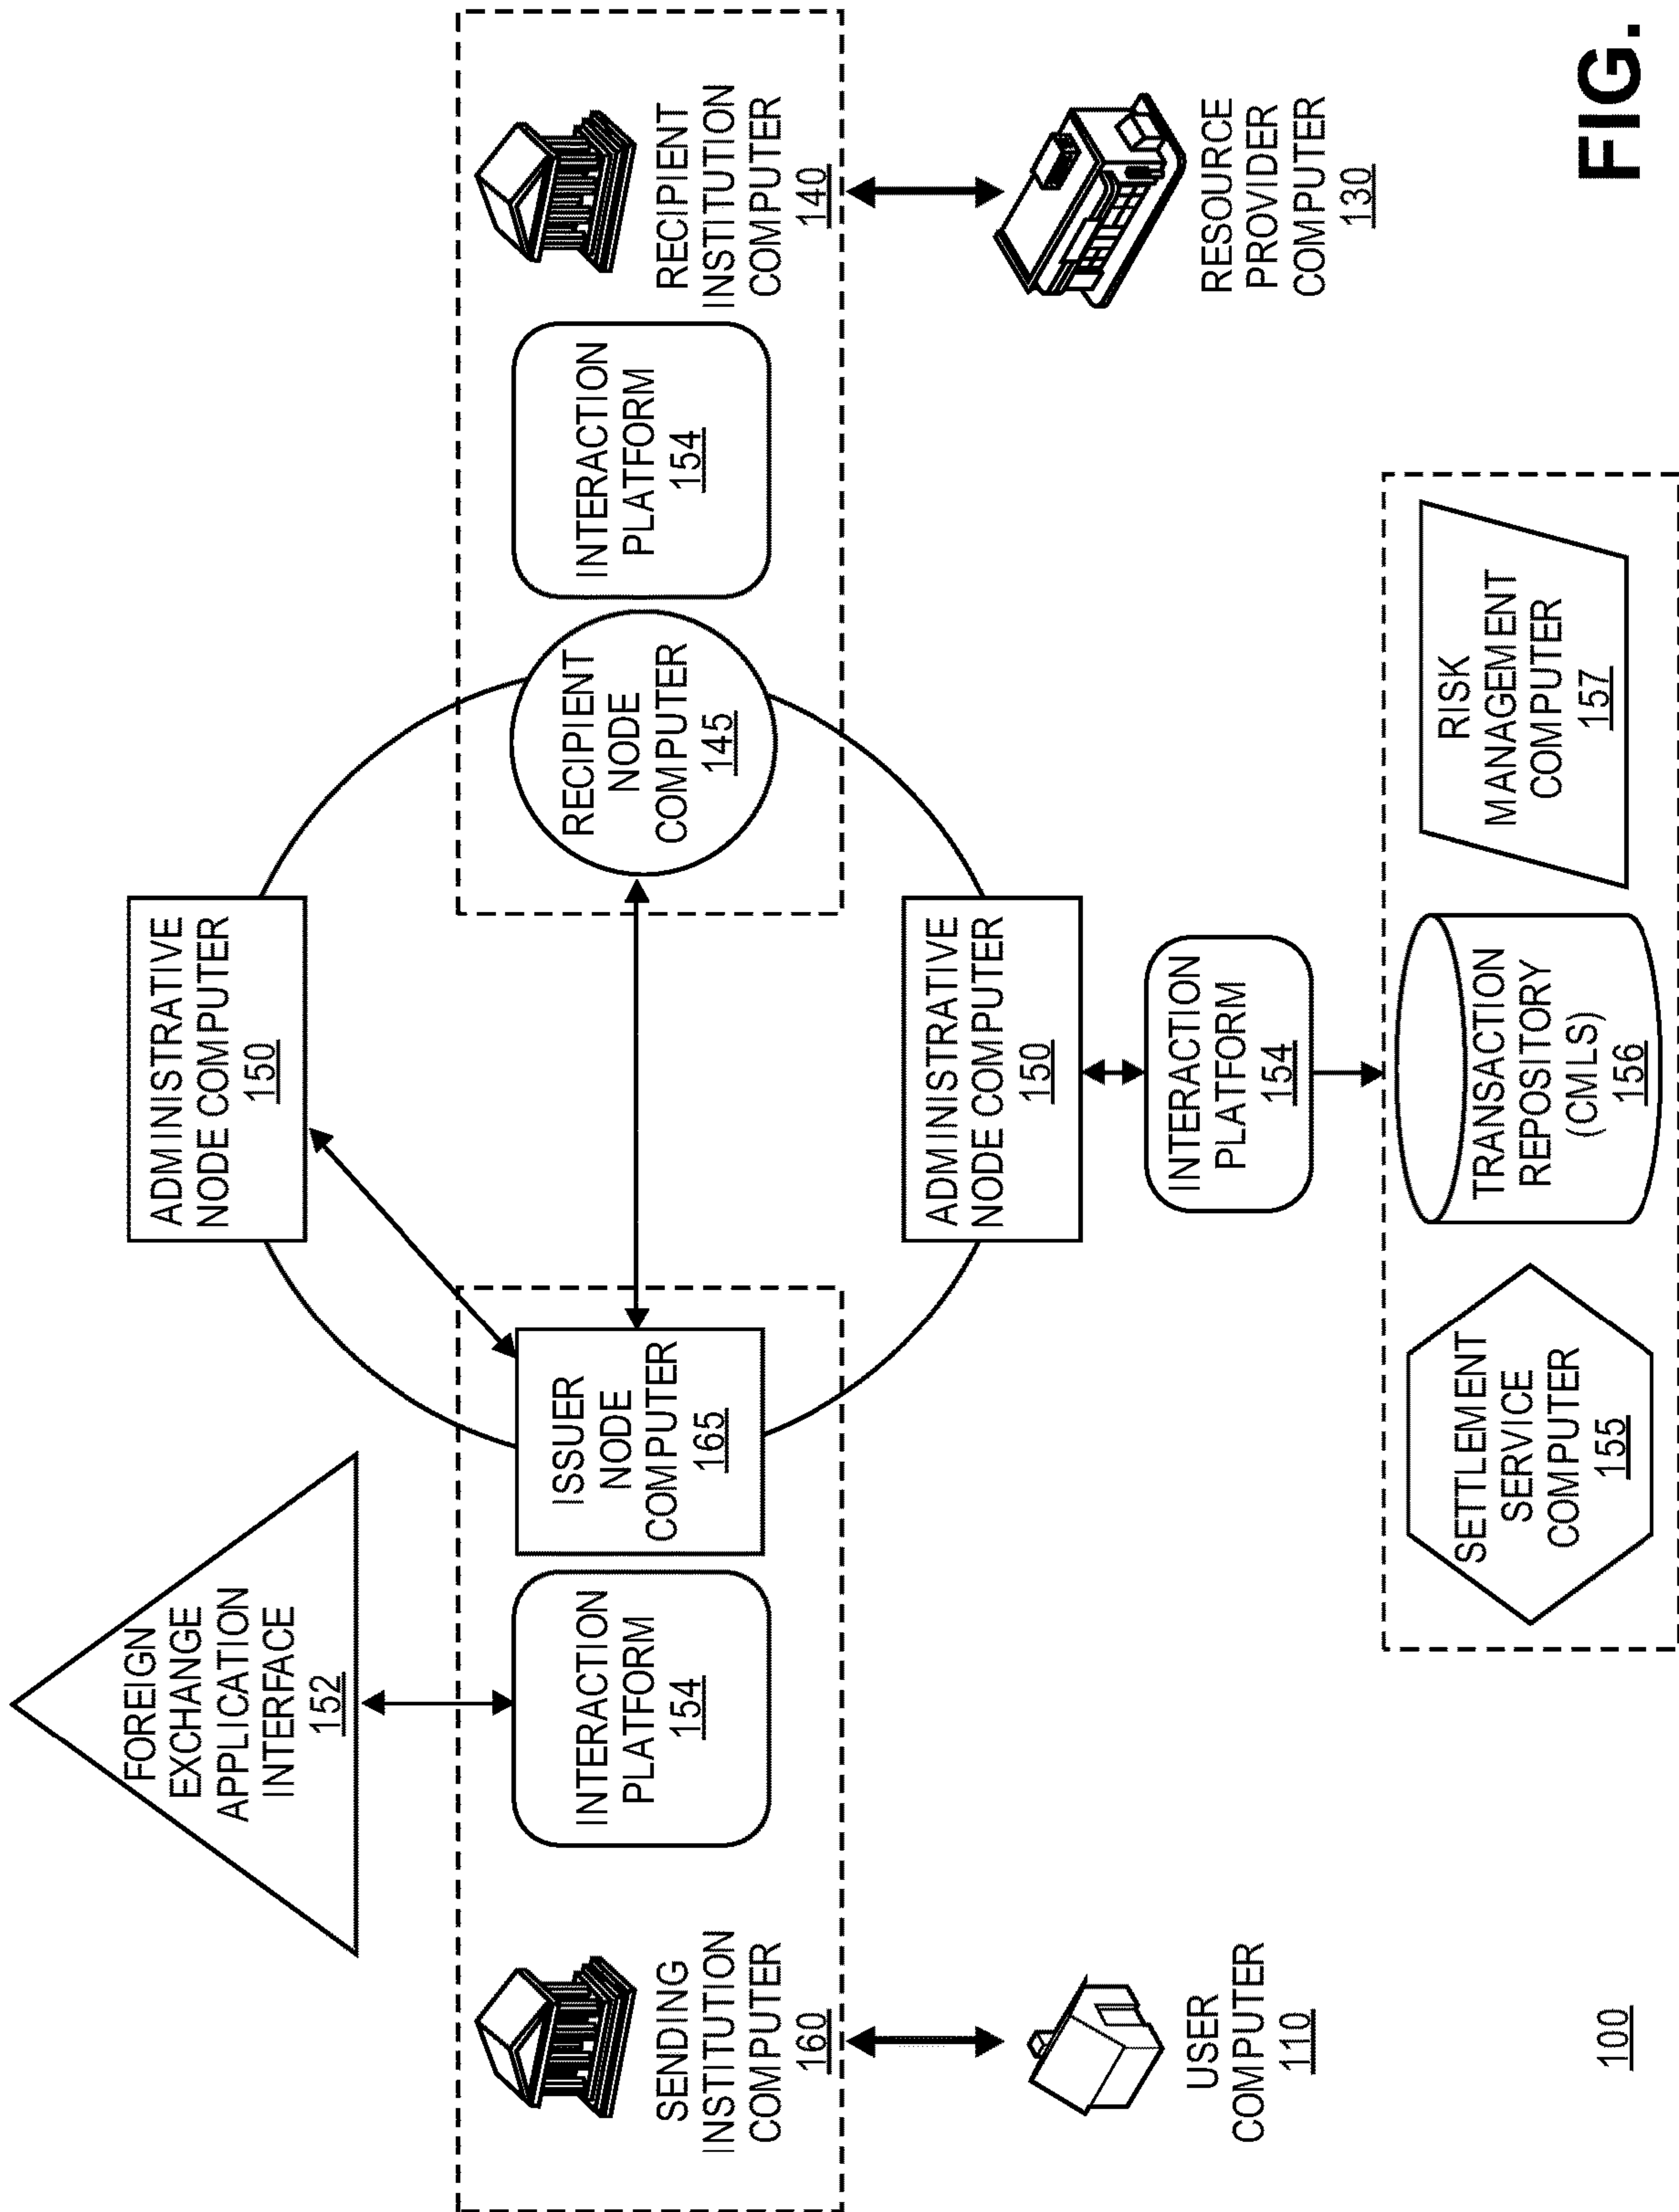 FOREIGN
EXCHANGE
APPLICATION
INTERFACE
152
ADMINISTRATIVE
NODE COMPUTER
150
SENDING
INSTITUTION
COMPUTER
160
INTERACTION
PLATFORM
154
ISSUER
NODE
COMPUTER
165
RECIPIENT
NODE
COMPUTER
145
INTERACTION
PLATFORM
154
RECIPIENT
INSTITUTION
COMPUTER
140
ADMINISTRATIVE
NODE COMPUTER
150
USER
COMPUTER
110
INTERACTION
PLATFORM
154
RESOURCE
PROVIDER
COMPUTER
130
SETTLEMENT
SERVICE
COMPUTER
155
TRANSACTION
REPOSITORY
(CMLS)
156
RISK
MANAGEMENT
COMPUTER
157
100
FIG.